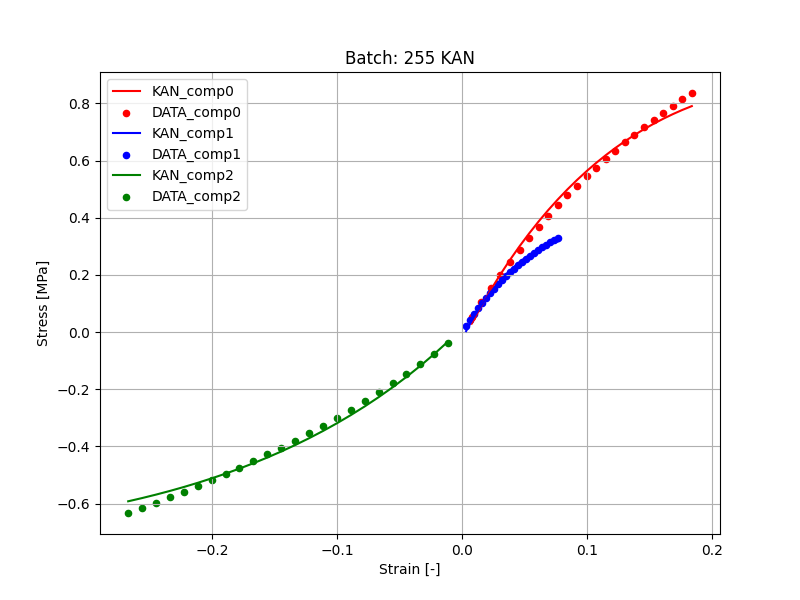 Batch: 255 KAN
KAN_comp0
DATA_comp0
KAN_comp1
DATA_comp1
KAN_comp2
DATA_comp2
0.8
0.6
0.4
0.2
0.0
−0.2
−0.4
−0.6
Stress [MPa]
−0.2 −0.1 0.0 0.1 0.2
Strain [-]